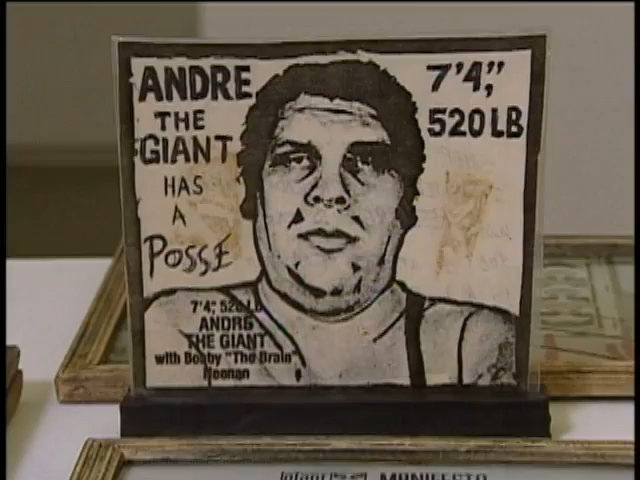 ANDRE
THE
GIANT
HAS
A
POSSE
7'4",
520 LB
7'4", 520 LB
ANDRE
THE GIANT
with Bobby "The Brain"
Heenan